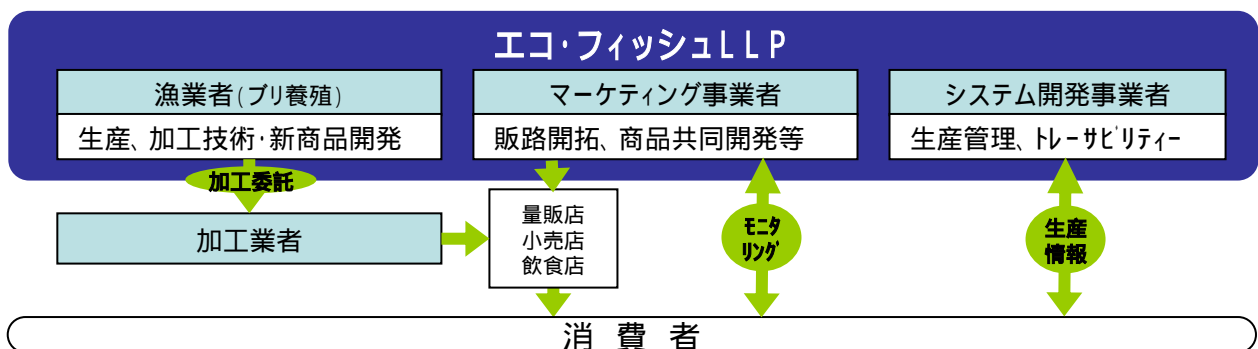 エコ・フィッシュLLP
漁業者(ブリ養殖)
生産、加工技術・新商品開発
マーケティング事業者
販路開拓、商品共同開発等
システム開発事業者
生産管理、トレーサビリティー
加工委託
加工業者
量販店
小売店
飲食店
モニタ
リング
生産
情報
消費者